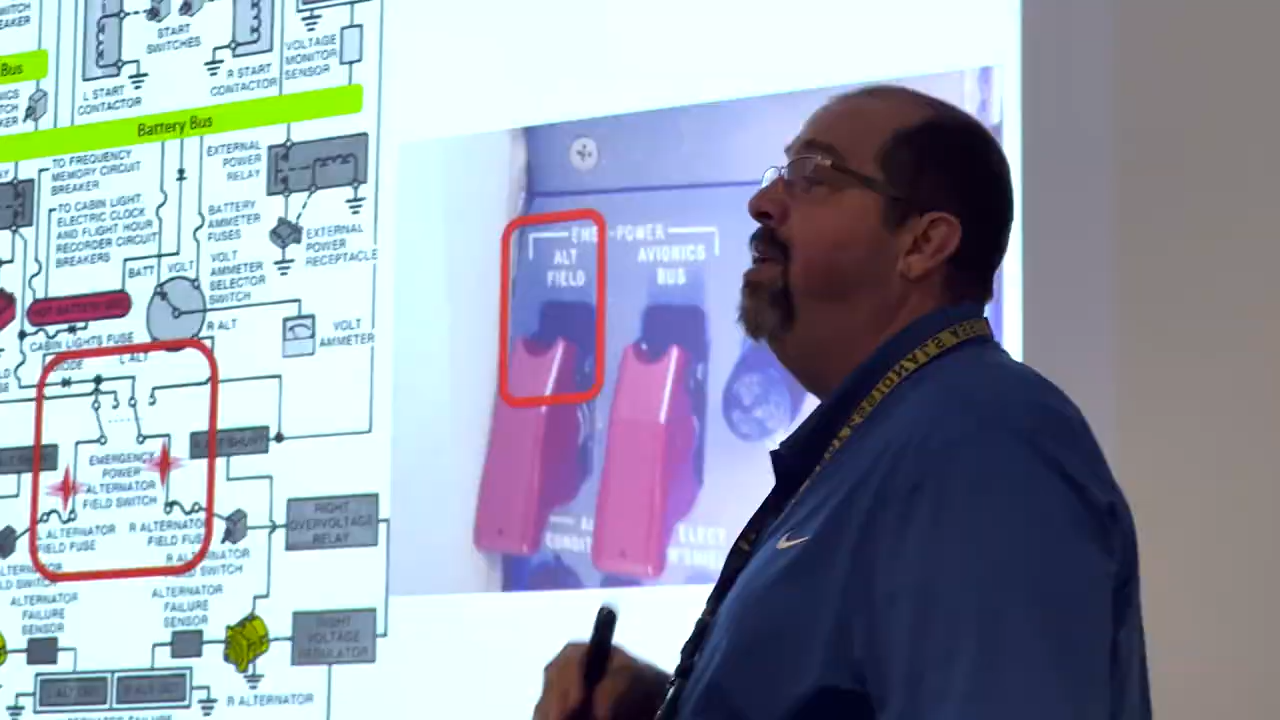 START
SWITCHES
VOLTAGE
MONITOR
SENSOR
L START
CONTACTOR
R START
CONTACTOR
Bus
Battery Bus
TO FREQUENCY
MEMORY CIRCUIT
BREAKER
TO CABIN LIGHT
ELECTRIC CLOCK
AND FLIGHT HOUR
RECORDER CIRCUIT
BREAKERS
EXTERNAL
POWER
RELAY
BATTERY
AMMETER
FUSES
EXTERNAL
POWER
RECEPTACLE
VOLT
AMMETER
SELECTOR
SWITCH
BATT
VOLT
R ALT
L ALT
VOLT
AMMETER
CABIN LIGHTS FUSE
DIODE
EMERGENCY
POWER
ALTERNATOR
FIELD SWITCH
L ALTERNATOR
FIELD FUSE
R ALTERNATOR
FIELD FUSE
R ALTERNATOR
FIELD SWITCH
RIGHT
OVERVOLTAGE
RELAY
ALTERNATOR
FAILURE
SENSOR
ALTERNATOR
FAILURE
SENSOR
RIGHT
VOLTAGE
REGULATOR
R ALTERNATOR
ALTERNATOR FAILURE
POWER
ALT
FIELD
AVIONICS
BUS
ELECT